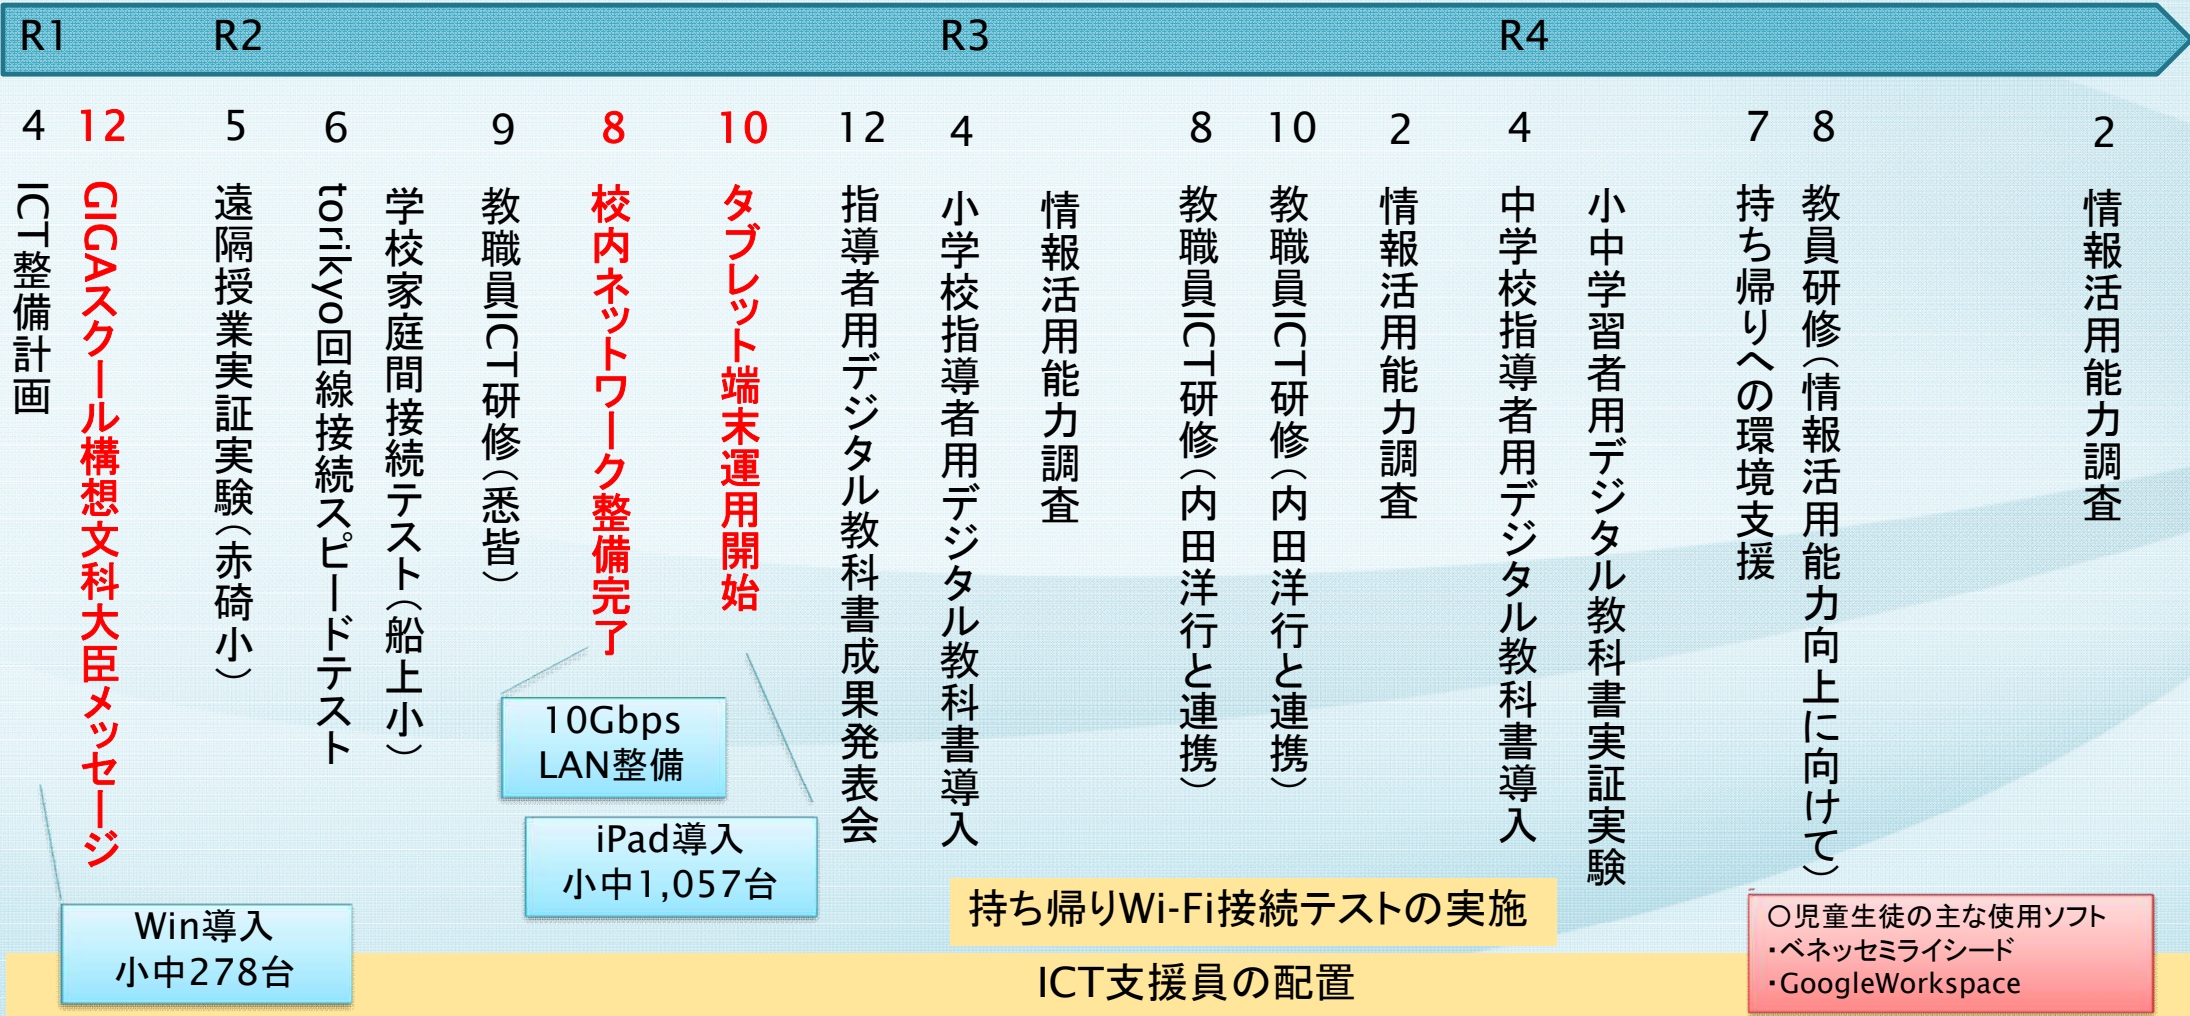 R1
R2
R3
R4
4
12
5
6
9
8
10
12
4
8
10
2
4
7
8
2
ICT整備計画
GIGAスクール構想文科大臣メッセージ
遠隔授業実証実験（赤碕小）
torikyo回線接続スピードテスト
学校家庭間接続テスト（船上小）
教職員ICT研修（悉皆）
校内ネットワーク整備完了
タブレット端末運用開始
指導者用デジタル教科書成果発表会
小学校指導者用デジタル教科書導入
情報活用能力調査
教職員ICT研修（内田洋行と連携）
教職員ICT研修（内田洋行と連携）
情報活用能力調査
中学校指導者用デジタル教科書導入
小中学習者用デジタル教科書実証実験
持ち帰りへの環境支援
教員研修（情報活用能力向上に向けて）
情報活用能力調査
10Gbps
LAN整備
iPad導入
小中1,057台
Win導入
小中278台
持ち帰りWi-Fi接続テストの実施
ICT支援員の配置
〇児童生徒の主な使用ソフト
・ベネッセミライシード
・GoogleWorkspace